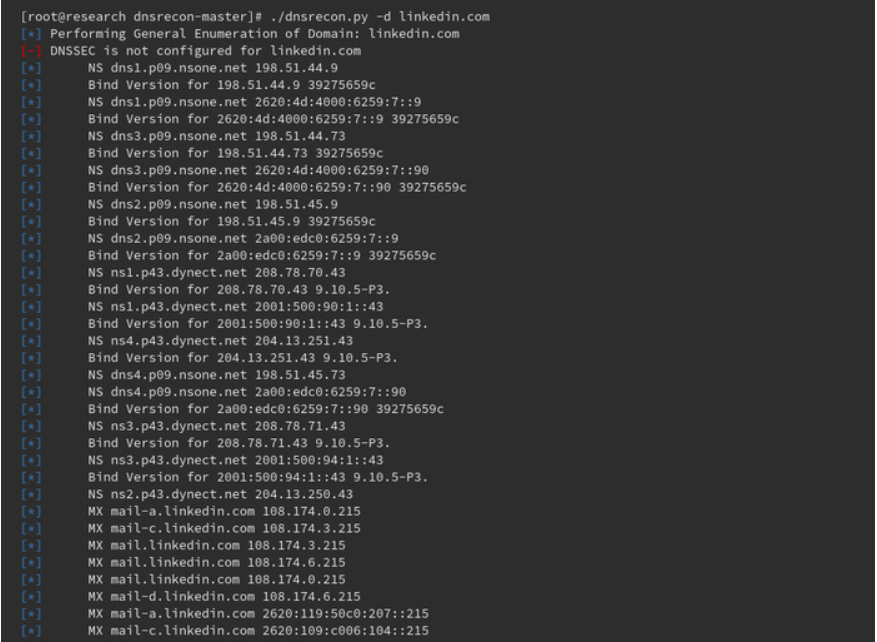 [root@research dnsrecon-master]# ./dnsrecon.py -d linkedin.com
[*] Performing General Enumeration of Domain: linkedin.com
[-] DNSSEC is not configured for linkedin.com
[*] NS dns1.p09.nsone.net 198.51.44.9
[*] Bind Version for 198.51.44.9 39275659c
[*] NS dns1.p09.nsone.net 2620:4d:4000:6259:7::9
[*] Bind Version for 2620:4d:4000:6259:7::9 39275659c
[*] NS dns3.p09.nsone.net 198.51.44.73
[*] Bind Version for 198.51.44.73 39275659c
[*] NS dns3.p09.nsone.net 2620:4d:4000:6259:7::90
[*] Bind Version for 2620:4d:4000:6259:7::90 39275659c
[*] NS dns2.p09.nsone.net 198.51.45.9
[*] Bind Version for 198.51.45.9 39275659c
[*] NS dns2.p09.nsone.net 2a00:edc0:6259:7::9
[*] Bind Version for 2a00:edc0:6259:7::9 39275659c
[*] NS ns1.p43.dynect.net 208.78.70.43
[*] Bind Version for 208.78.70.43 9.10.5-P3.
[*] NS ns1.p43.dynect.net 2001:500:90:1::43
[*] Bind Version for 2001:500:90:1::43 9.10.5-P3.
[*] NS ns4.p43.dynect.net 204.13.251.43
[*] Bind Version for 204.13.251.43 9.10.5-P3.
[*] NS dns4.p09.nsone.net 198.51.45.73
[*] NS dns4.p09.nsone.net 2a00:edc0:6259:7::90
[*] Bind Version for 2a00:edc0:6259:7::90 39275659c
[*] NS ns3.p43.dynect.net 208.78.71.43
[*] Bind Version for 208.78.71.43 9.10.5-P3.
[*] NS ns3.p43.dynect.net 2001:500:94:1::43
[*] Bind Version for 2001:500:94:1::43 9.10.5-P3.
[*] NS ns2.p43.dynect.net 204.13.250.43
[*] MX mail-a.linkedin.com 108.174.0.215
[*] MX mail-c.linkedin.com 108.174.3.215
[*] MX mail.linkedin.com 108.174.3.215
[*] MX mail.linkedin.com 108.174.6.215
[*] MX mail.linkedin.com 108.174.0.215
[*] MX mail-d.linkedin.com 108.174.6.215
[*] MX mail-a.linkedin.com 2620:119:50c0:207::215
[*] MX mail-c.linkedin.com 2620:109:c006:104::215